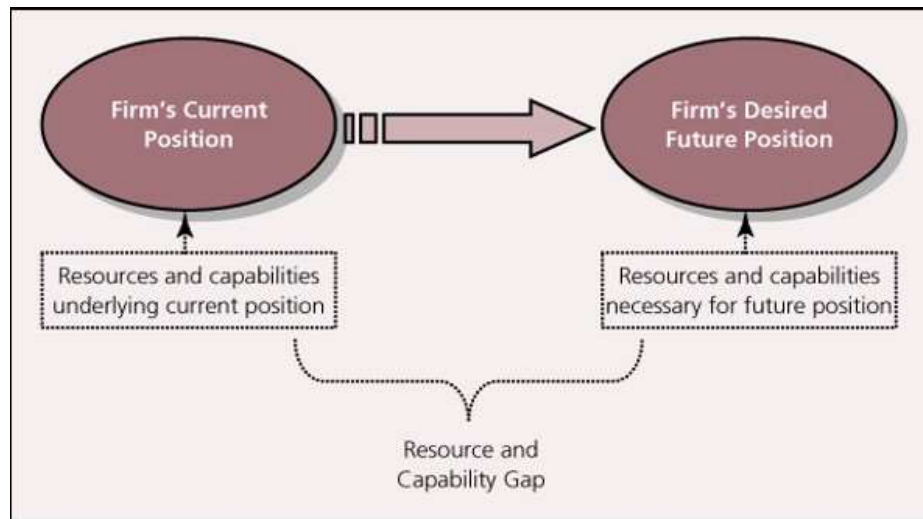 Firm's Current
Position
Firm's Desired
Future Position
Resources and capabilities
underlying current position
Resources and capabilities
necessary for future position
Resource and
Capability Gap